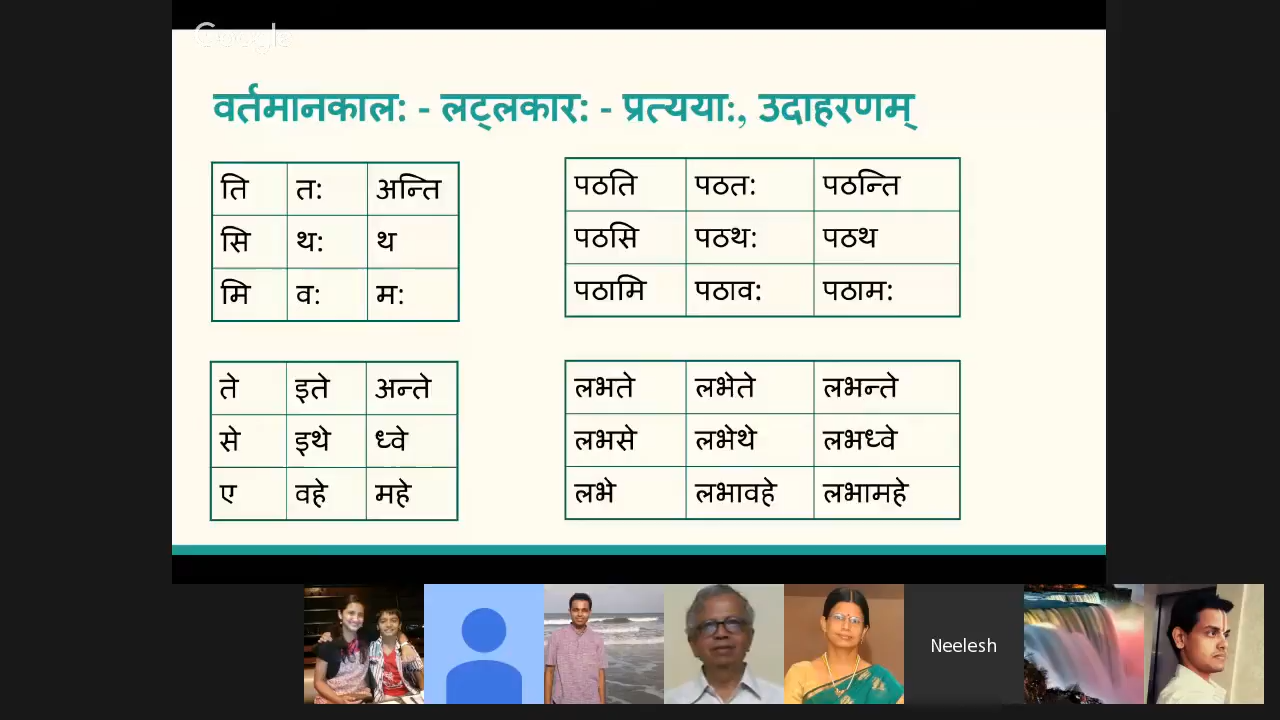 Google
वर्तमानकाल: - लट्लकार: - प्रत्यया:, उदाहरणम्
ति त: अन्ति
सि थ: थ
मि व: म:
पठति पठत: पठन्ति
पठसि पठथ: पठथ
पठामि पठाव: पठाम:
ते इते अन्ते
से इथे ध्वे
ए वहे महे
लभते लभेते लभन्ते
लभसे लभेथे लभध्वे
लभे लभावहे लभामहे
Neelesh